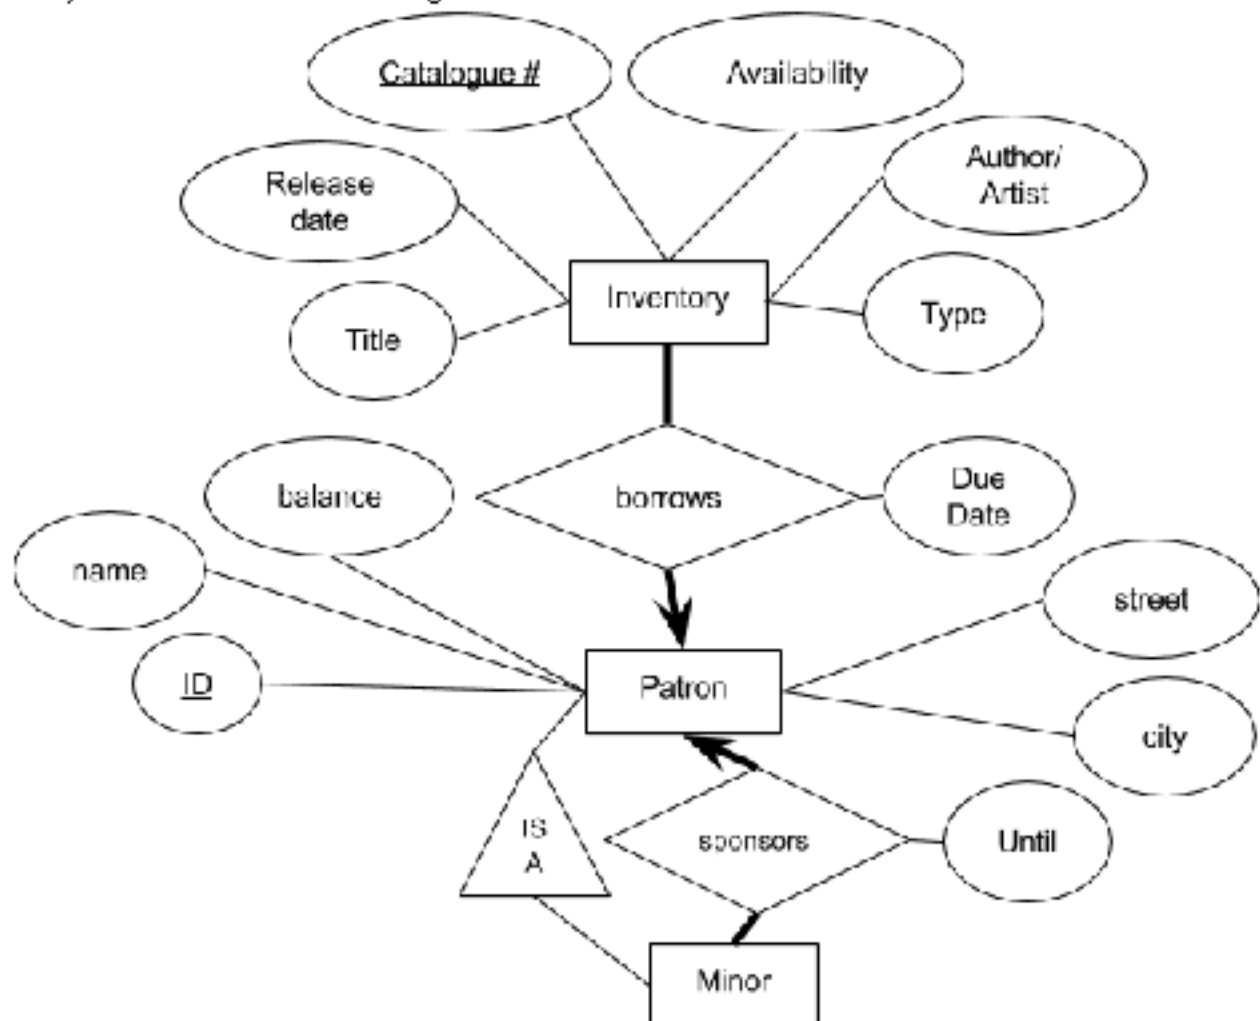 Catalogue #
Availability
Author/
Artist
Release
date
Inventory
Type
Title
balance
borrows
Due
Date
name
street
ID
Patron
city
IS
A
sponsors
Until
Minor